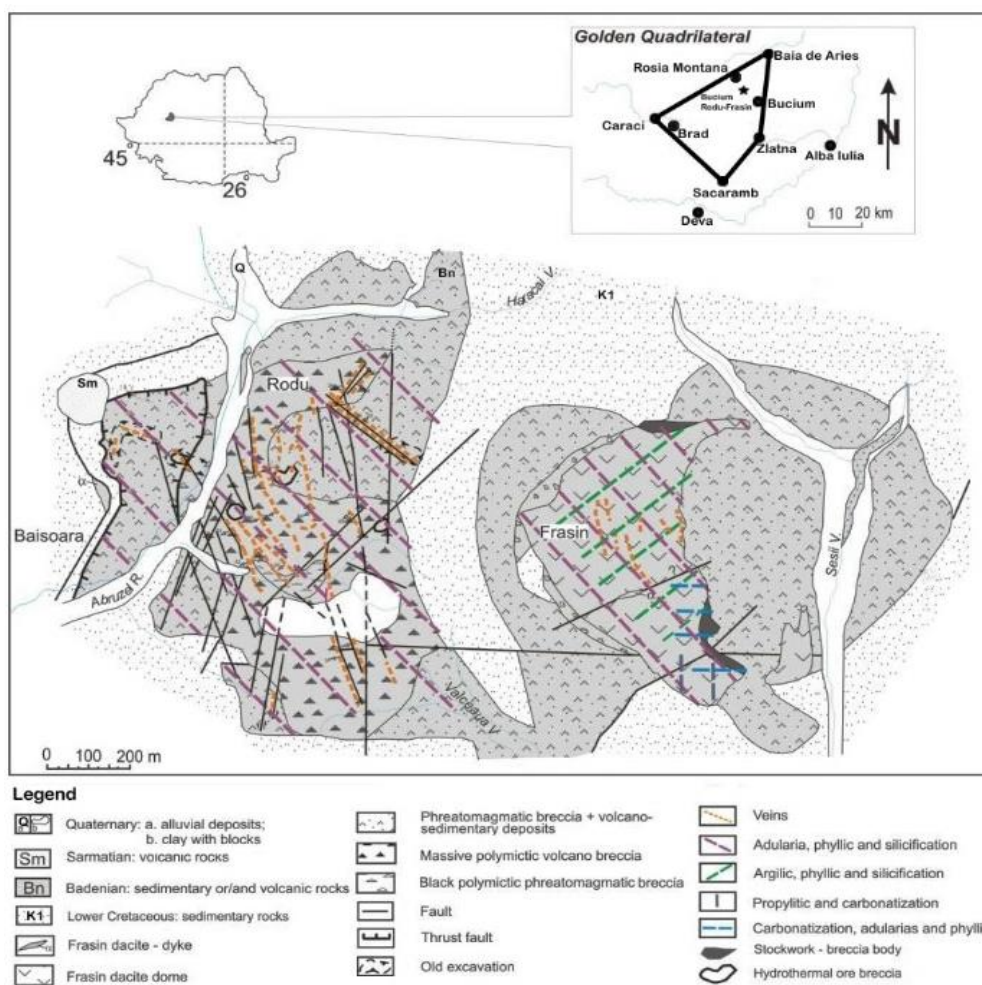 Golden Quadrilateral
Baia de Aries
Rosia Montana
Bucium
Rodu-Frasin
Bucium
Caraci
Brad
Zlatna
Alba Iulia
Sacaramb
Deva
N
0 10 20 km
45°
26°
Q
Bn
Haracai V.
K1
Sm
Rodu
Baisoara
Frasin
Abruzel R.
Sesii V.
Valcoaua V.
0 100 200 m
Legend
Q Quaternary: a. alluvial deposits;
b. clay with blocks
Sm Sarmatian: volcanic rocks
Bn Badenian: sedimentary or/and volcanic rocks
K1 Lower Cretaceous: sedimentary rocks
Frasin dacite - dyke
Frasin dacite dome
Phreatomagmatic breccia + volcano-
sedimentary deposits
Massive polymictic volcano breccia
Black polymictic phreatomagmatic breccia
Fault
Thrust fault
Old excavation
Veins
Adularia, phyllic and silicification
Argilic, phyllic and silicification
Propylitic and carbonatization
Carbonatization, adularias and phylli
Stockwork - breccia body
Hydrothermal ore breccia